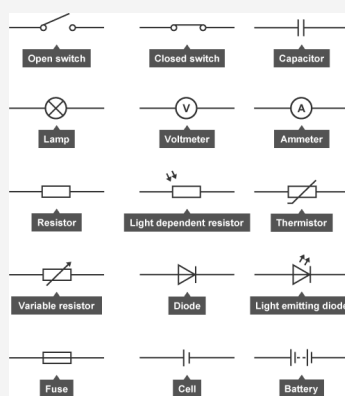 Open switch
Closed switch
Capacitor
V
A
Lamp
Voltmeter
Ammeter
Resistor
Light dependent resistor
Thermistor
Variable resistor
Diode
Light emitting diode
Fuse
Cell
Battery